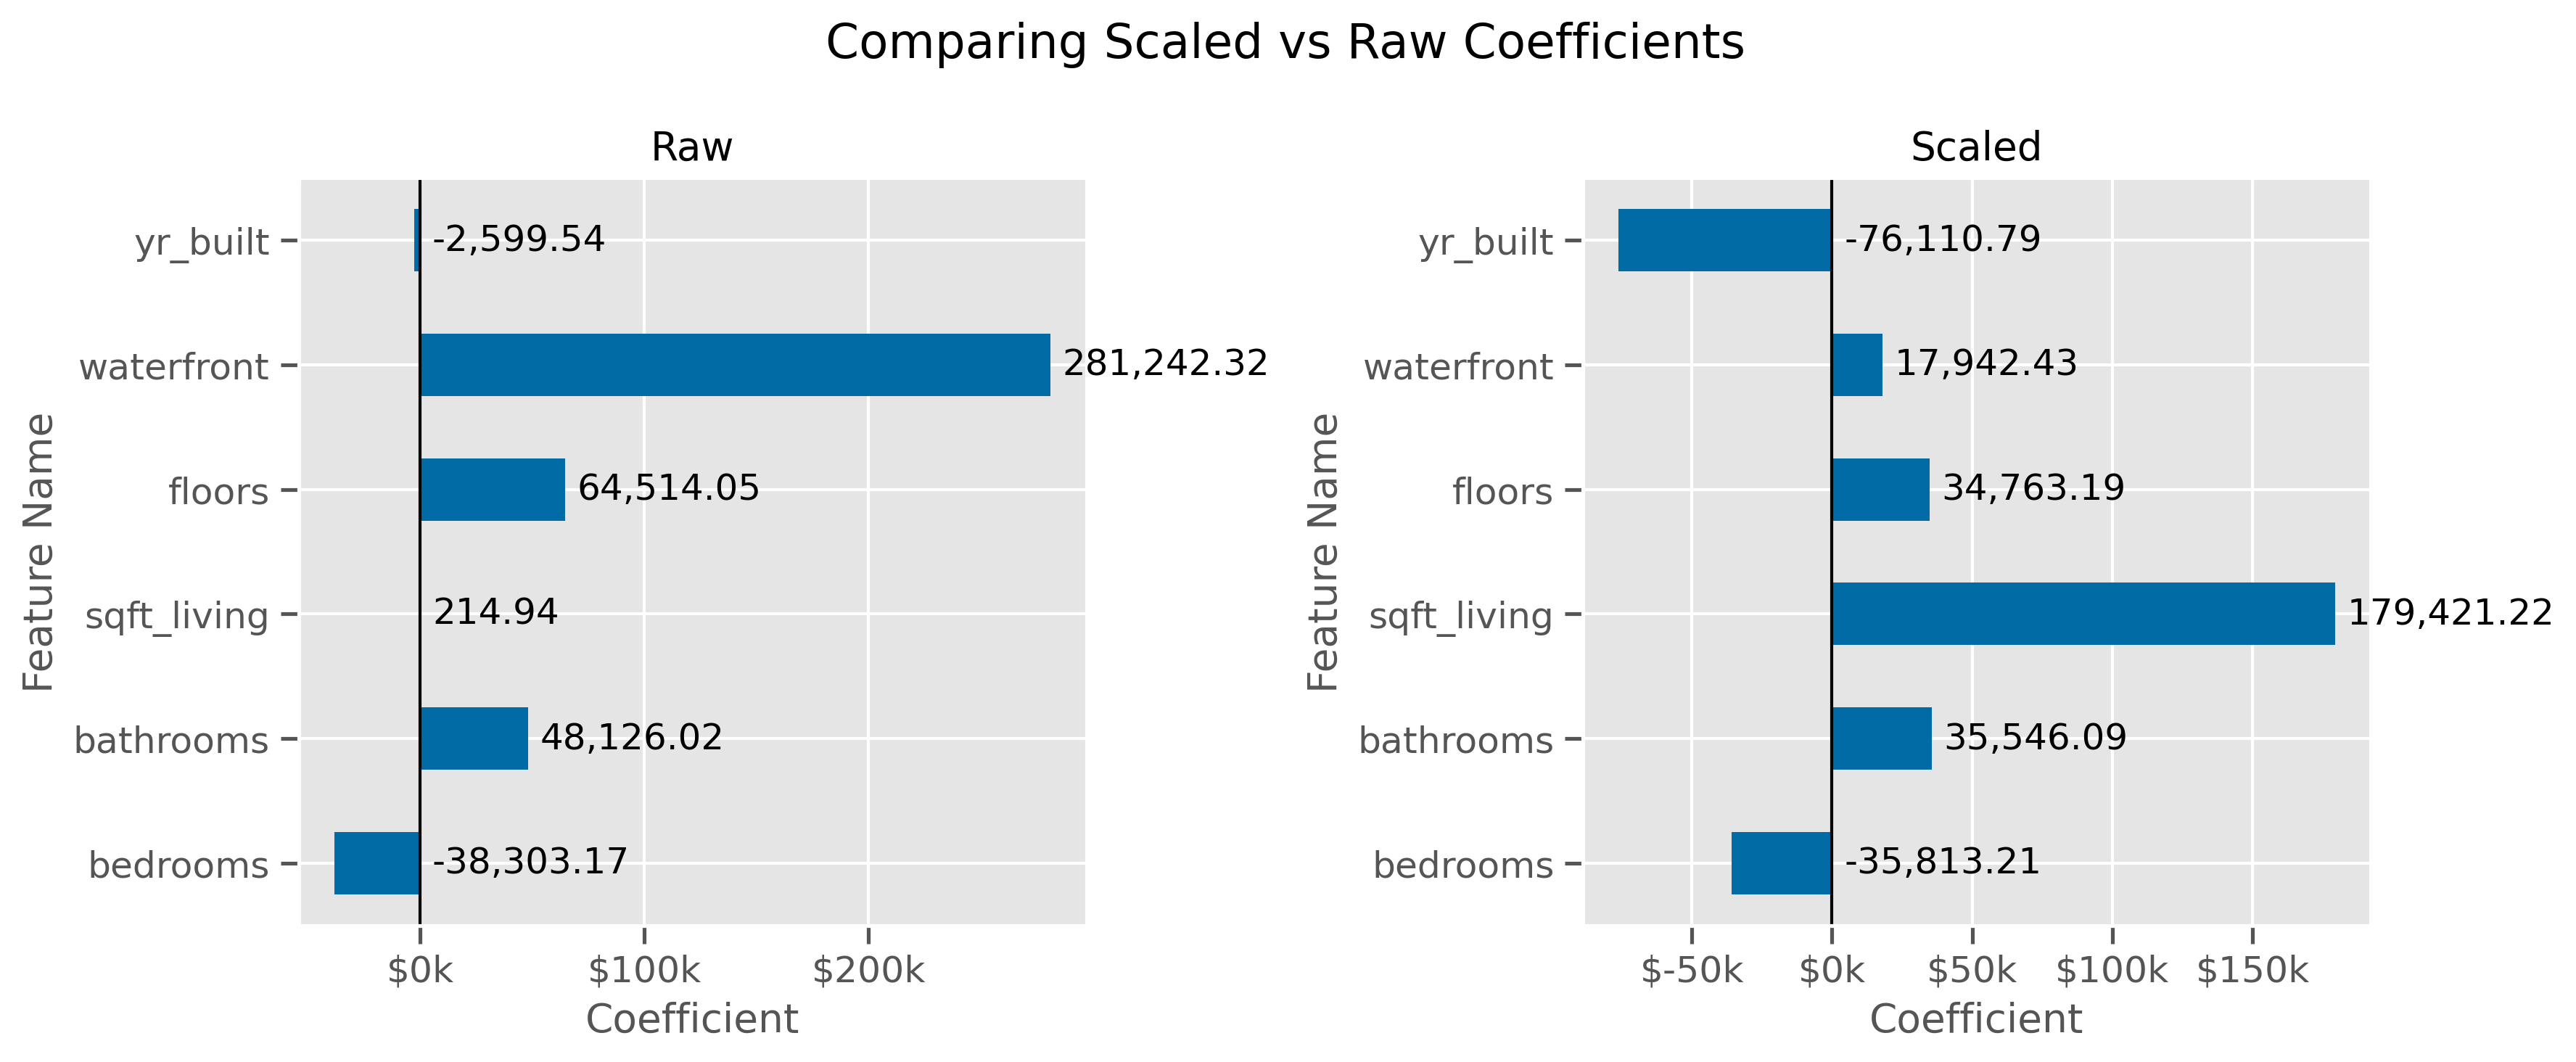 Comparing Scaled vs Raw Coefficients
Raw
Feature Name
yr_built
-2,599.54
waterfront
281,242.32
floors
64,514.05
sqft_living
214.94
bathrooms
48,126.02
bedrooms
-38,303.17
$0k
$100k
$200k
Coefficient
Scaled
Feature Name
yr_built
-76,110.79
waterfront
17,942.43
floors
34,763.19
sqft_living
179,421.22
bathrooms
35,546.09
bedrooms
-35,813.21
$-50k
$0k
$50k
$100k
$150k
Coefficient